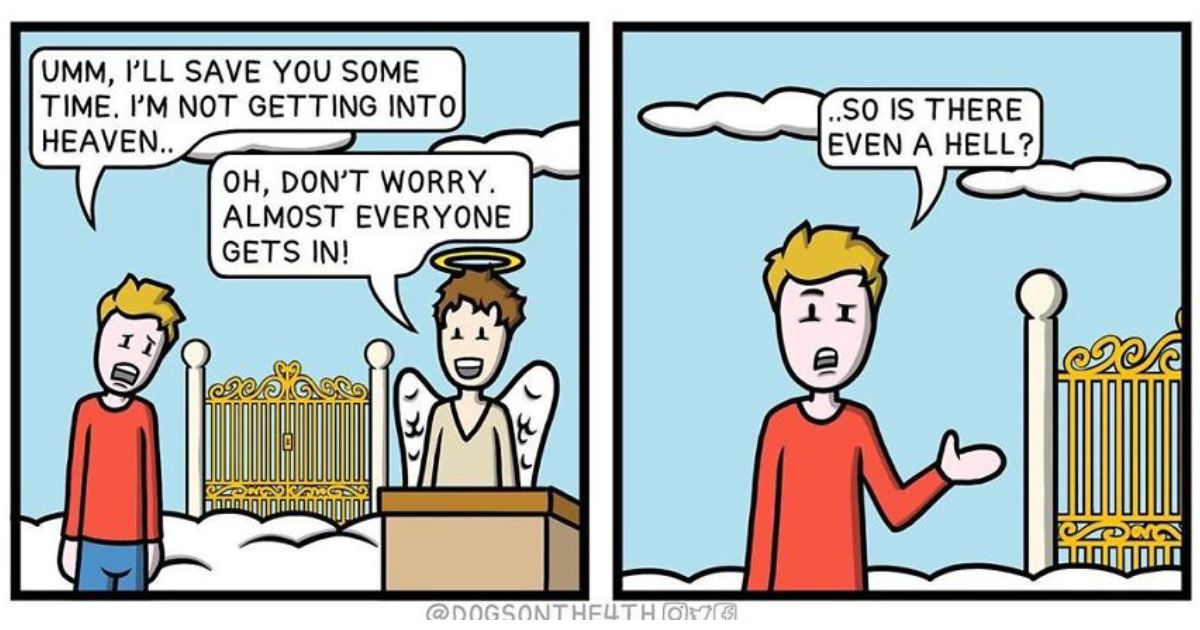 UMM, I'LL SAVE YOU SOME
TIME. I'M NOT GETTING INTO
HEAVEN..
OH, DON'T WORRY.
ALMOST EVERYONE
GETS IN!
..SO IS THERE
EVEN A HELL?
@DOGSONTHE4TH